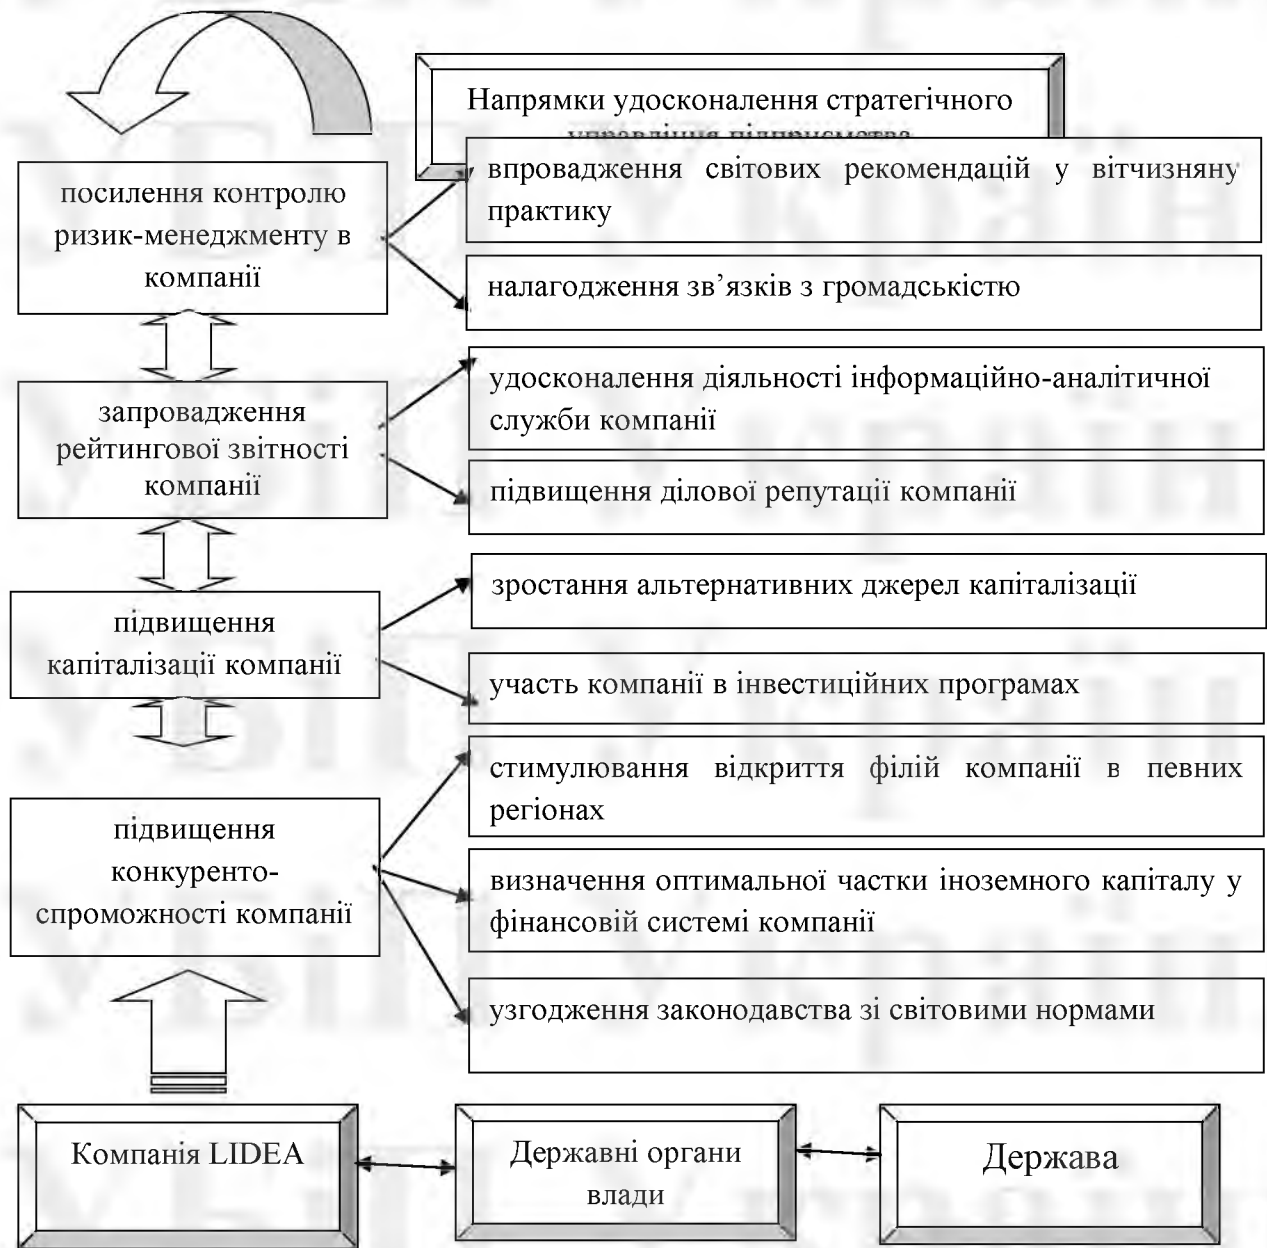 Напрямки удосконалення стратегічного
управління підприємства
посилення контролю
ризик-менеджменту в
компанії
впровадження світових рекомендацій у вітчизняну
практику
налагодження зв’язків з громадськістю
запровадження
рейтингової звітності
компанії
удосконалення діяльності інформаційно-аналітичної
служби компанії
підвищення ділової репутації компанії
підвищення
капіталізації компанії
зростання альтернативних джерел капіталізації
участь компанії в інвестиційних програмах
підвищення
конкуренто-
спроможності компанії
стимулювання відкриття філій компанії в певних
регіонах
визначення оптимальної частки іноземного капіталу у
фінансовій системі компанії
узгодження законодавства зі світовими нормами
Компанія LIDEA
Державні органи
влади
Держава